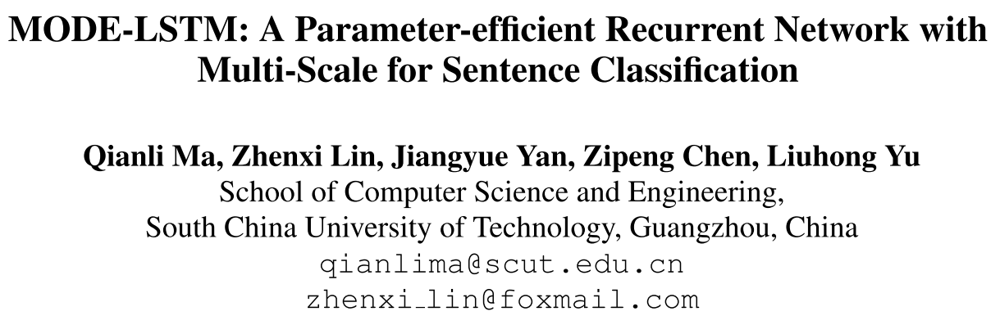 MODE-LSTM: A Parameter-efficient Recurrent Network with
Multi-Scale for Sentence Classification
Qianli Ma, Zhenxi Lin, Jiangyue Yan, Zipeng Chen, Liuhong Yu
School of Computer Science and Engineering,
South China University of Technology, Guangzhou, China
qianlima@scut.edu.cn
zhenxi_lin@foxmail.com